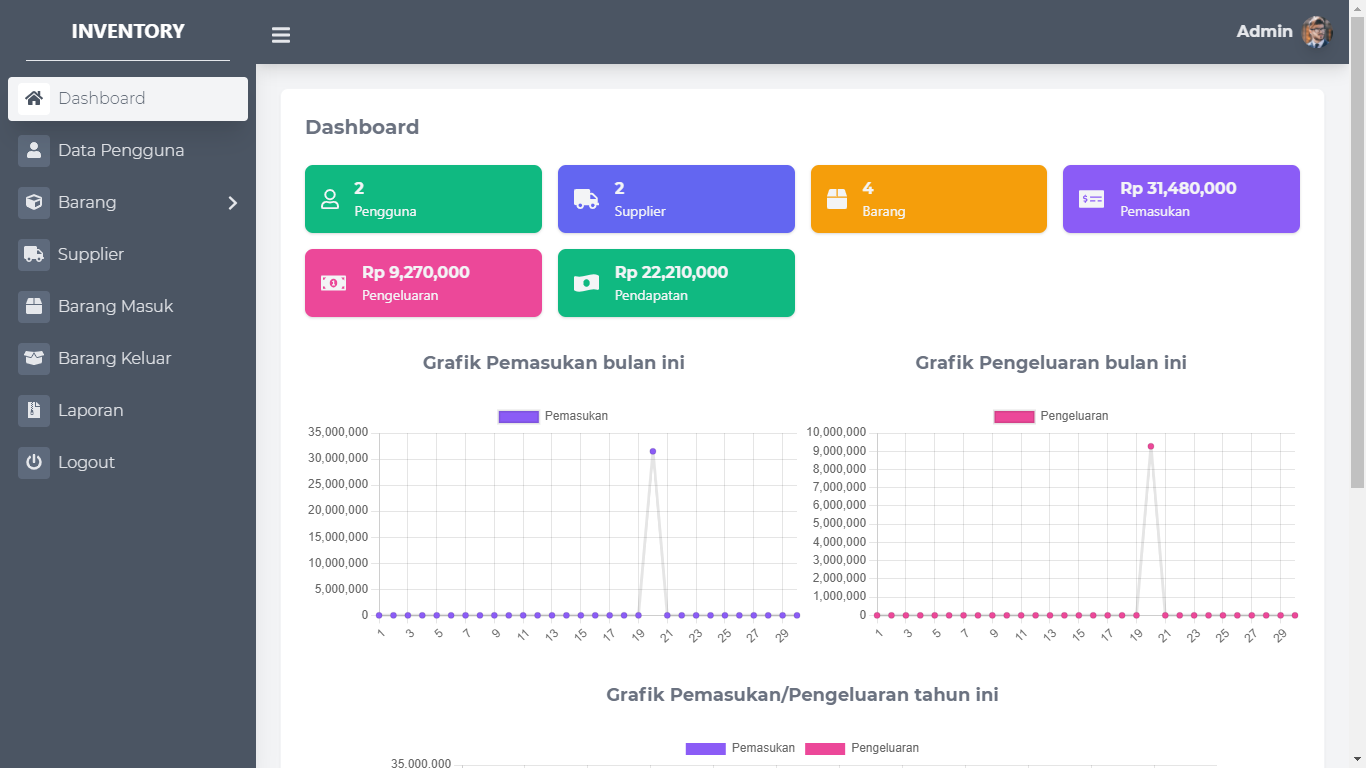 INVENTORY
Admin
Dashboard
Data Pengguna
Barang
Supplier
Barang Masuk
Barang Keluar
Laporan
Logout
Dashboard
2
Pengguna
2
Supplier
4
Barang
Rp 31,480,000
Pemasukan
Rp 9,270,000
Pengeluaran
Rp 22,210,000
Pendapatan
Grafik Pemasukan bulan ini
Pemasukan
35,000,000
30,000,000
25,000,000
20,000,000
15,000,000
10,000,000
5,000,000
0
1 3 5 7 9 11 13 15 17 19 21 23 25 27 29
Grafik Pengeluaran bulan ini
Pengeluaran
10,000,000
9,000,000
8,000,000
7,000,000
6,000,000
5,000,000
4,000,000
3,000,000
2,000,000
1,000,000
0
1 3 5 7 9 11 13 15 17 19 21 23 25 27 29
Grafik Pemasukan/Pengeluaran tahun ini
Pemasukan Pengeluaran
35,000,000